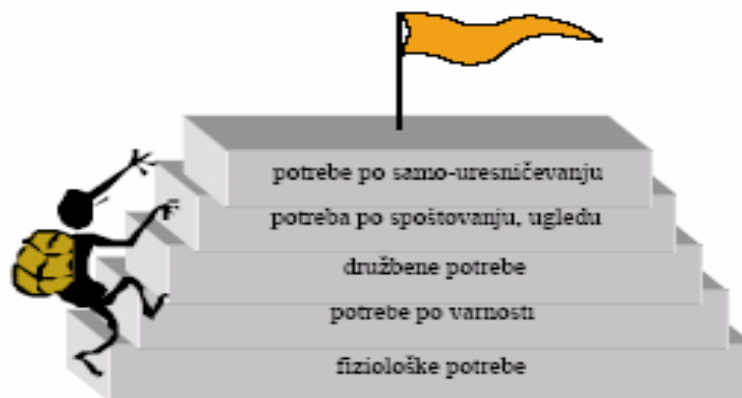 potrebe po samo-uresničevanju
potreba po spoštovanju, ugledu
družbene potrebe
potrebe po varnosti
fiziološke potrebe